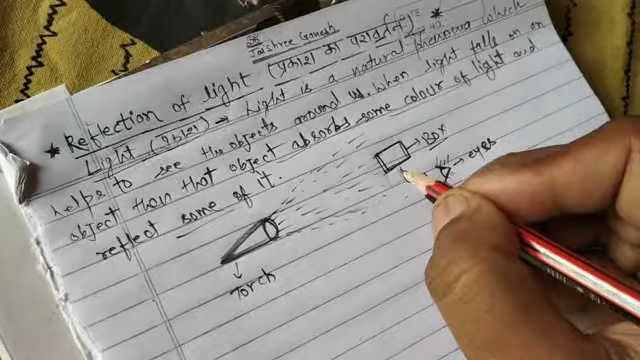 Jaishree Ganesh
* Reflection of light (प्रकाश का परावर्तन) := *
Light (प्रकाश) → Light is a natural phenomena which
helps to see the objects around us. When light falls on an
object then that object absorbs some colour of light and
reflect some of it.
→ BOX
→ eyes
Torch